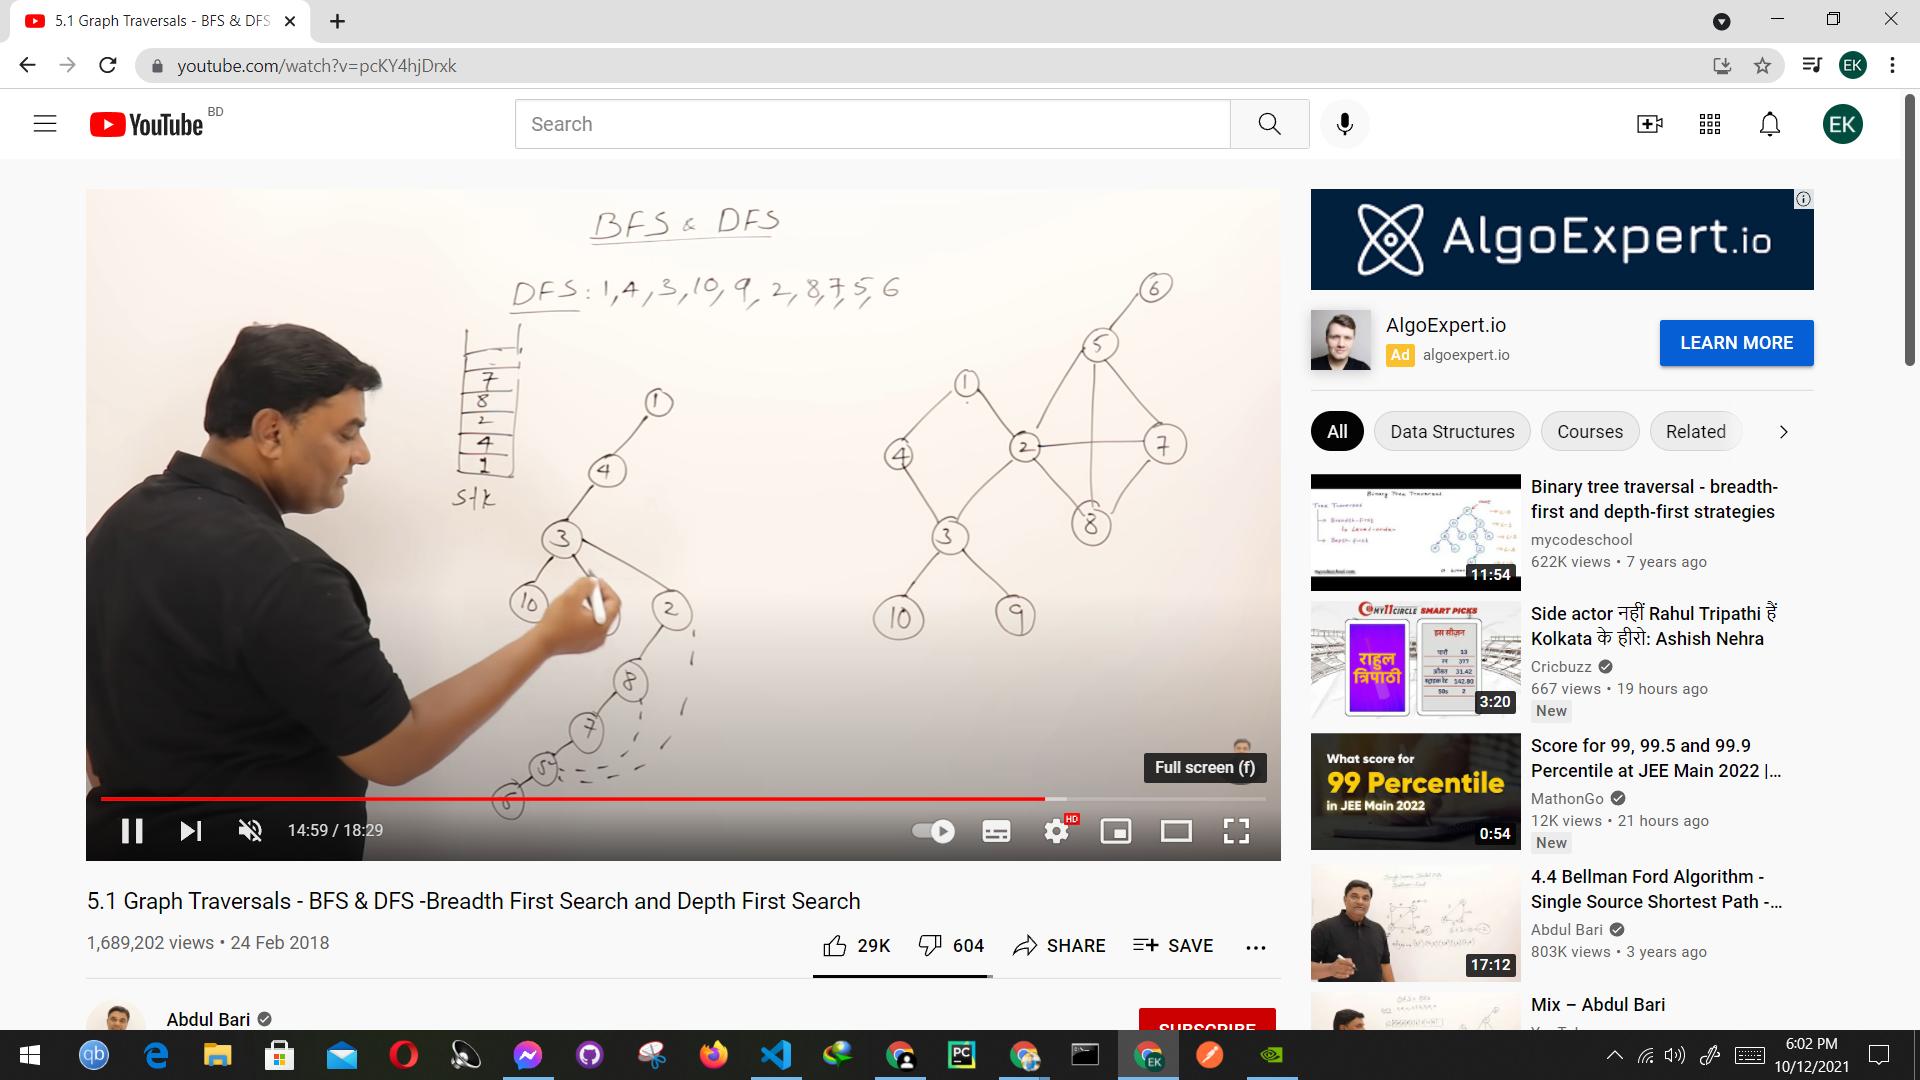 5.1 Graph Traversals - BFS & DFS
youtube.com/watch?v=pcKY4hjDrxk
EK
YouTube BD
Search
EK
BFS & DFS
DFS: 1, 4, 3, 10, 9, 2, 8, 7, 5, 6
7
8
2
4
1
stk
1
4
3
10
2
8
7
5
6
6
5
1
4
2
7
3
8
10
9
Full screen (f)
14:59 / 18:29
HD
5.1 Graph Traversals - BFS & DFS -Breadth First Search and Depth First Search
1,689,202 views • 24 Feb 2018
29K
604
SHARE
SAVE
Abdul Bari
SUBSCRIBE
AlgoExpert.io
AlgoExpert.io
Ad algoexpert.io
LEARN MORE
All
Data Structures
Courses
Related
Binary Tree Traversal
11:54
Binary tree traversal - breadth-
first and depth-first strategies
mycodeschool
622K views • 7 years ago
MY11CIRCLE SMART PICKS
राहुल
त्रिपाठी
3:20
Side actor नहीं Rahul Tripathi हैं
Kolkata के हीरो: Ashish Nehra
Cricbuzz
667 views • 19 hours ago
New
What score for
99 Percentile
in JEE Main 2022
0:54
Score for 99, 99.5 and 99.9
Percentile at JEE Main 2022 |...
MathonGo
12K views • 21 hours ago
New
17:12
4.4 Bellman Ford Algorithm -
Single Source Shortest Path -...
Abdul Bari
803K views • 3 years ago
Mix – Abdul Bari
qb
PC
EK
6:02 PM
10/12/2021